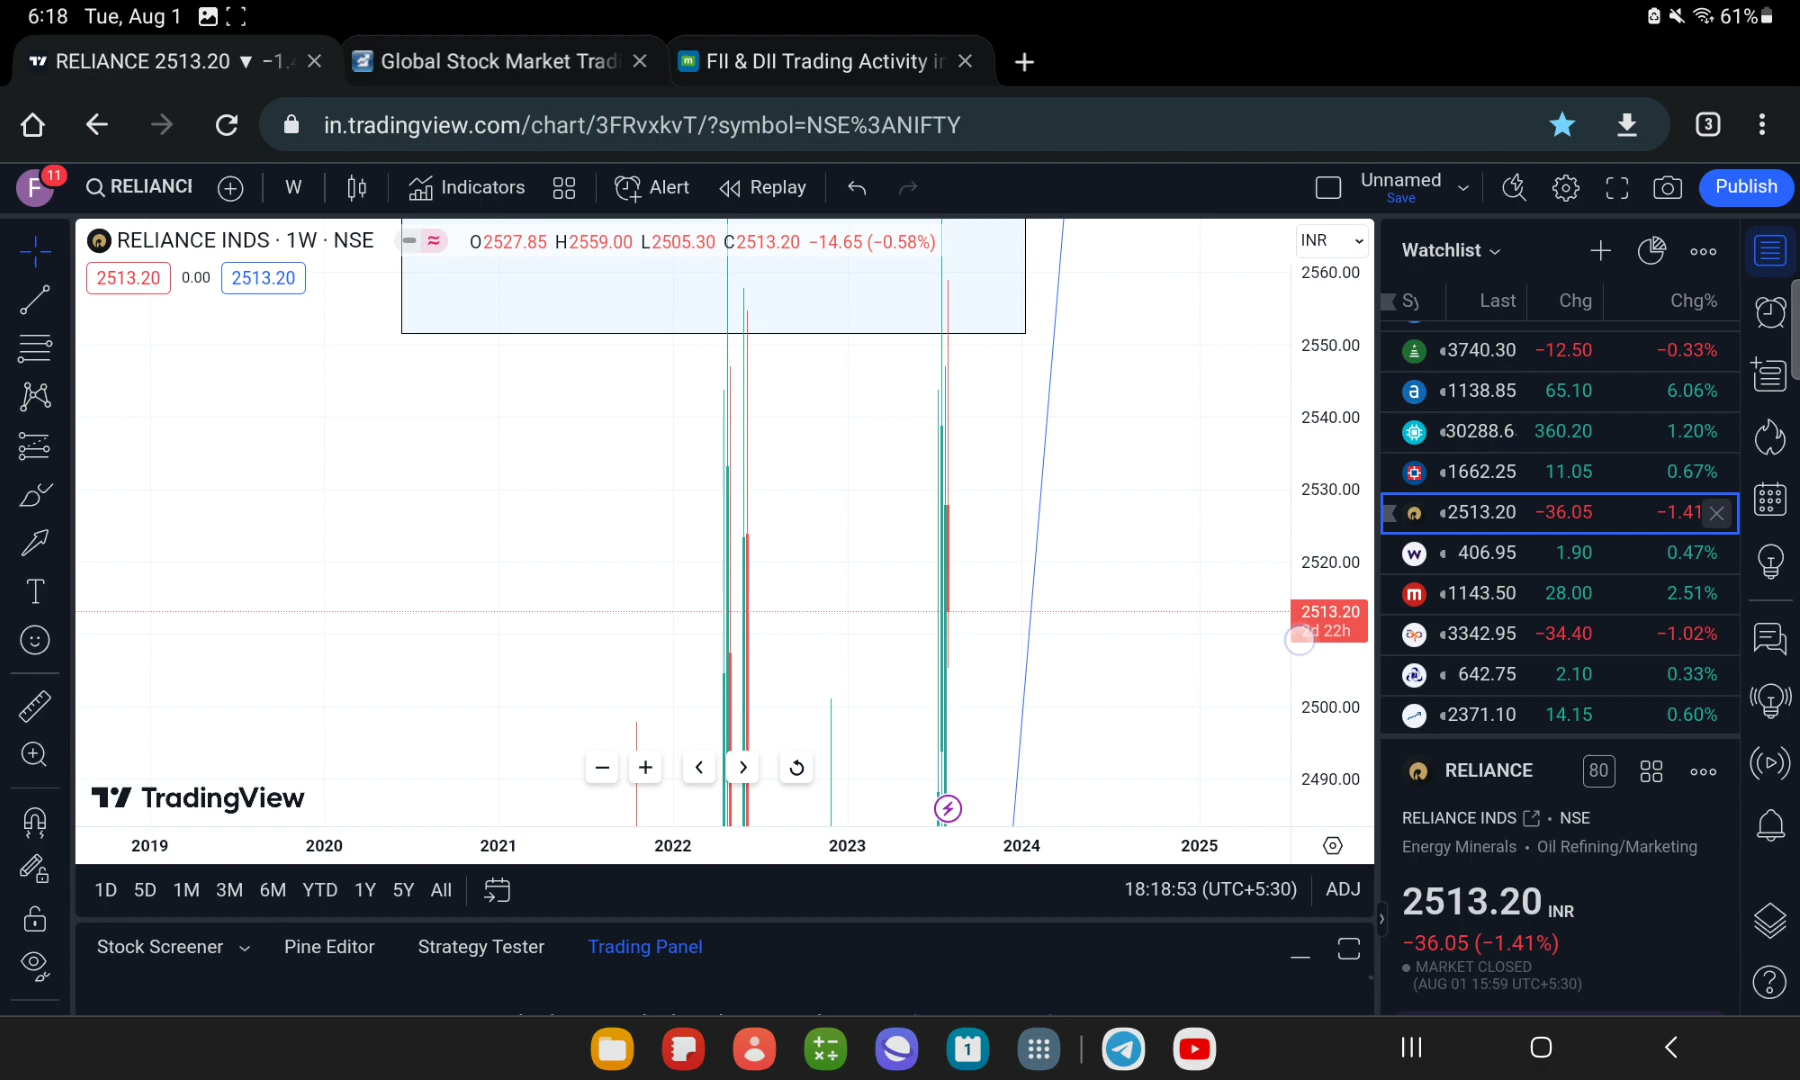 6:18 Tue, Aug 1 61%
RELIANCE 2513.20 ▼ −1.
Global Stock Market Tradi
FII & DII Trading Activity in
in.tradingview.com/chart/3FRvxkvT/?symbol=NSE%3ANIFTY 3
F 11 RELIANCI W Indicators Alert Replay Unnamed Save Publish
RELIANCE INDS · 1W · NSE O2527.85 H2559.00 L2505.30 C2513.20 −14.65 (−0.58%) INR
2513.20 0.00 2513.20
2560.00
2550.00
2540.00
2530.00
2520.00
2513.20
2d 22h
2500.00
2490.00
TradingView
2019 2020 2021 2022 2023 2024 2025
1D 5D 1M 3M 6M YTD 1Y 5Y All 18:18:53 (UTC+5:30) ADJ
Stock Screener Pine Editor Strategy Tester Trading Panel
Watchlist
Sy Last Chg Chg%
3740.30 −12.50 −0.33%
1138.85 65.10 6.06%
30288.6 360.20 1.20%
1662.25 11.05 0.67%
2513.20 −36.05 −1.41
406.95 1.90 0.47%
1143.50 28.00 2.51%
3342.95 −34.40 −1.02%
642.75 2.10 0.33%
2371.10 14.15 0.60%
RELIANCE 80
RELIANCE INDS • NSE
Energy Minerals • Oil Refining/Marketing
2513.20 INR
−36.05 (−1.41%)
MARKET CLOSED
(AUG 01 15:59 UTC+5:30)
1